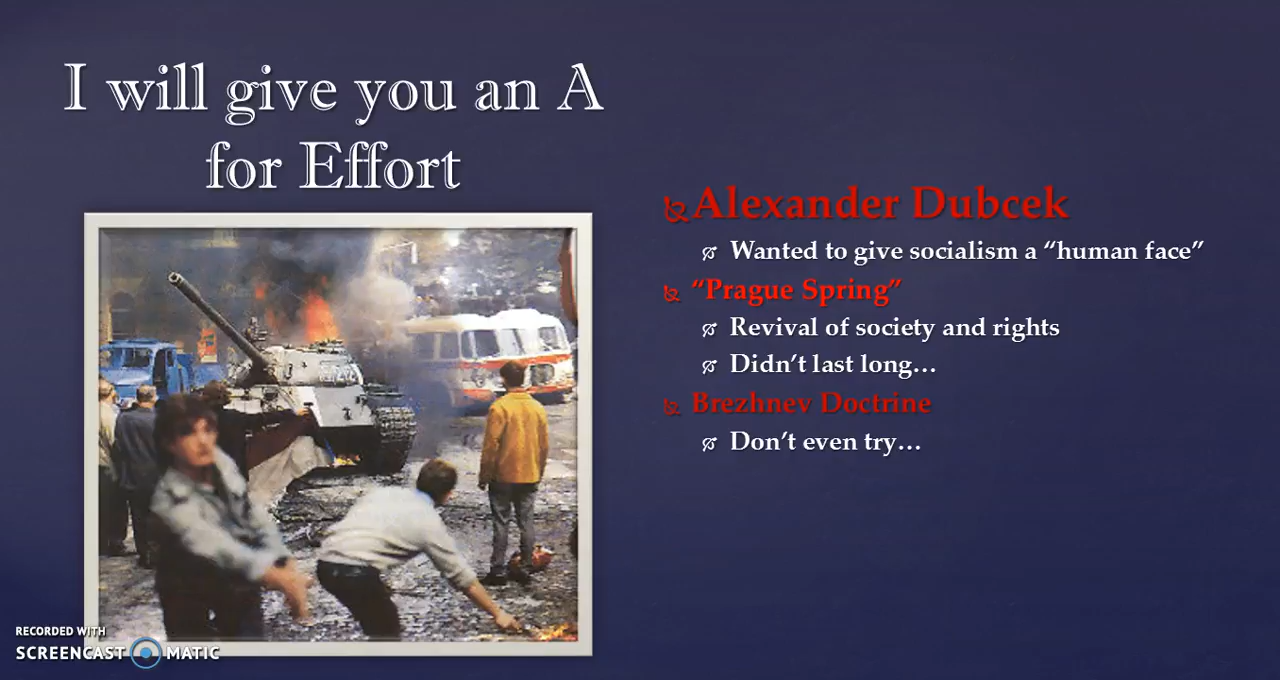 I will give you an A
for Effort
Alexander Dubcek
Wanted to give socialism a “human face”
“Prague Spring”
Revival of society and rights
Didn’t last long…
Brezhnev Doctrine
Don’t even try…
RECORDED WITH
SCREENCAST MATIC